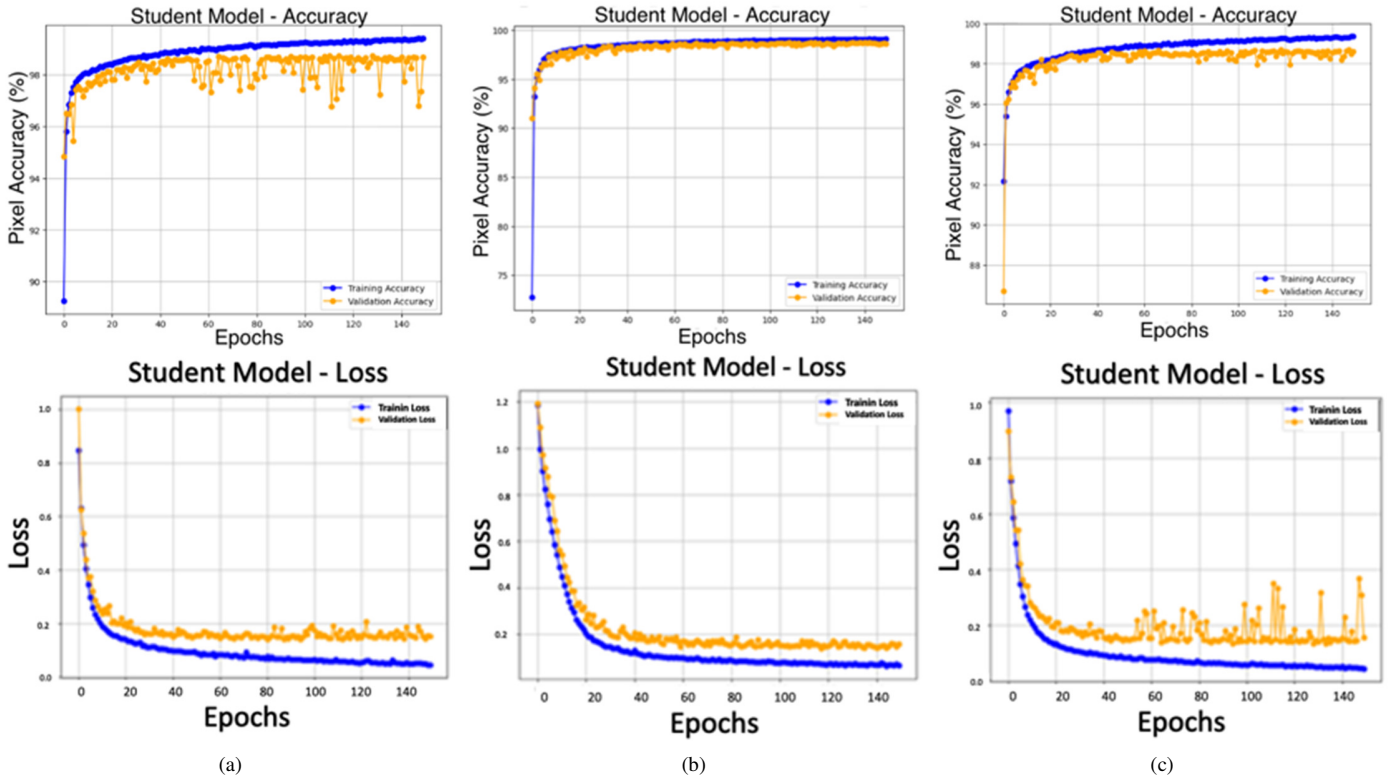 Student Model - Accuracy
Pixel Accuracy (%)
98
96
94
92
90
Training Accuracy
Validation Accuracy
0 20 40 60 80 100 120 140
Epochs
Student Model - Accuracy
Pixel Accuracy (%)
100
95
90
85
80
75
Training Accuracy
Validation Accuracy
0 20 40 60 80 100 120 140
Epochs
Student Model - Accuracy
Pixel Accuracy (%)
100
98
96
94
92
90
88
Training Accuracy
Validation Accuracy
0 20 40 60 80 100 120 140
Epochs
Student Model - Loss
Loss
1.0
0.8
0.6
0.4
0.2
0.0
Trainin Loss
Validation Loss
0 20 40 60 80 100 120 140
Epochs
Student Model - Loss
Loss
1.2
1.0
0.8
0.6
0.4
0.2
Trainin Loss
Validation Loss
0 20 40 60 80 100 120 140
Epochs
Student Model - Loss
Loss
1.0
0.8
0.6
0.4
0.2
0.0
Trainin Loss
Validation Loss
0 20 40 60 80 100 120 140
Epochs
(a)
(b)
(c)